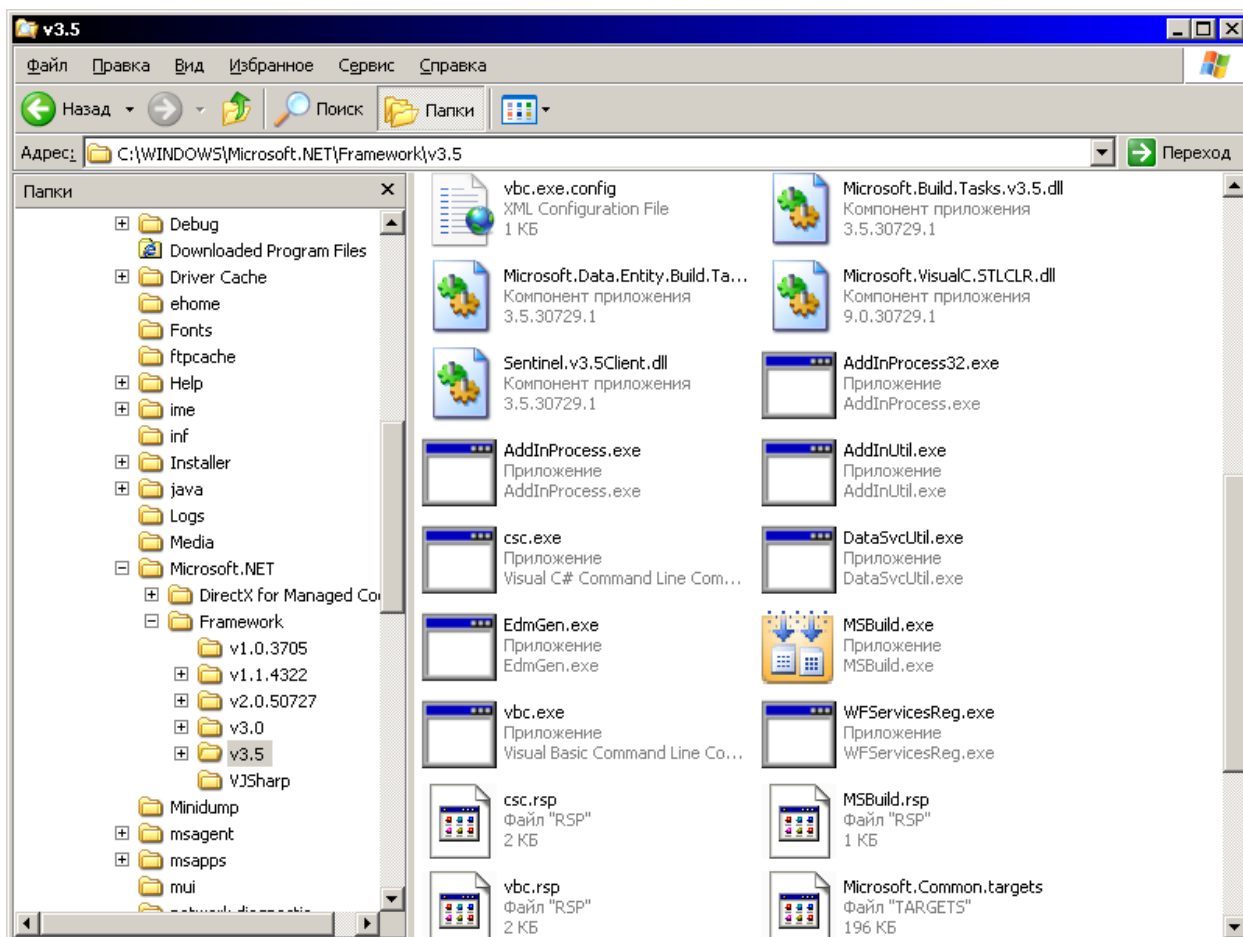 v3.5
Файл Правка Вид Избранное Сервис Справка
Назад Поиск Папки
Адрес: C:\WINDOWS\Microsoft.NET\Framework\v3.5 Переход
Папки
Debug
Downloaded Program Files
Driver Cache
ehome
Fonts
ftpcache
Help
ime
inf
Installer
java
Logs
Media
Microsoft.NET
DirectX for Managed Co
Framework
v1.0.3705
v1.1.4322
v2.0.50727
v3.0
v3.5
VJSharp
Minidump
msagent
msapps
mui
vbc.exe.config
XML Configuration File
1 КБ
Microsoft.Build.Tasks.v3.5.dll
Компонент приложения
3.5.30729.1
Microsoft.Data.Entity.Build.Ta...
Компонент приложения
3.5.30729.1
Microsoft.VisualC.STLCLR.dll
Компонент приложения
9.0.30729.1
Sentinel.v3.5Client.dll
Компонент приложения
3.5.30729.1
AddInProcess32.exe
Приложение
AddInProcess.exe
AddInProcess.exe
Приложение
AddInProcess.exe
AddInUtil.exe
Приложение
AddInUtil.exe
csc.exe
Приложение
Visual C# Command Line Com...
DataSvcUtil.exe
Приложение
DataSvcUtil.exe
EdmGen.exe
Приложение
EdmGen.exe
MSBuild.exe
Приложение
MSBuild.exe
vbc.exe
Приложение
Visual Basic Command Line Co...
WFServicesReg.exe
Приложение
WFServicesReg.exe
csc.rsp
Файл "RSP"
2 КБ
MSBuild.rsp
Файл "RSP"
1 КБ
vbc.rsp
Файл "RSP"
2 КБ
Microsoft.Common.targets
Файл "TARGETS"
196 КБ